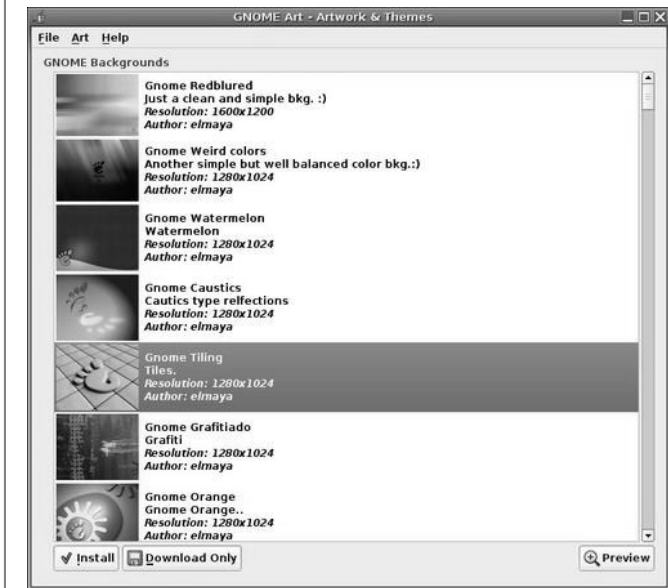 GNOME Art - Artwork & Themes
File Art Help
GNOME Backgrounds
Gnome Redblured
Just a clean and simple bkg. :)
Resolution: 1600x1200
Author: elmaya
Gnome Weird colors
Another simple but well balanced color bkg.:)
Resolution: 1280x1024
Author: elmaya
Gnome Watermelon
Watermelon
Resolution: 1280x1024
Author: elmaya
Gnome Caustics
Cautics type relfections
Resolution: 1280x1024
Author: elmaya
Gnome Tiling
Tiles.
Resolution: 1280x1024
Author: elmaya
Gnome Grafitiado
Grafiti
Resolution: 1280x1024
Author: elmaya
Gnome Orange
Gnome Orange..
Resolution: 1280x1024
Author: elmaya
Install Download Only Preview